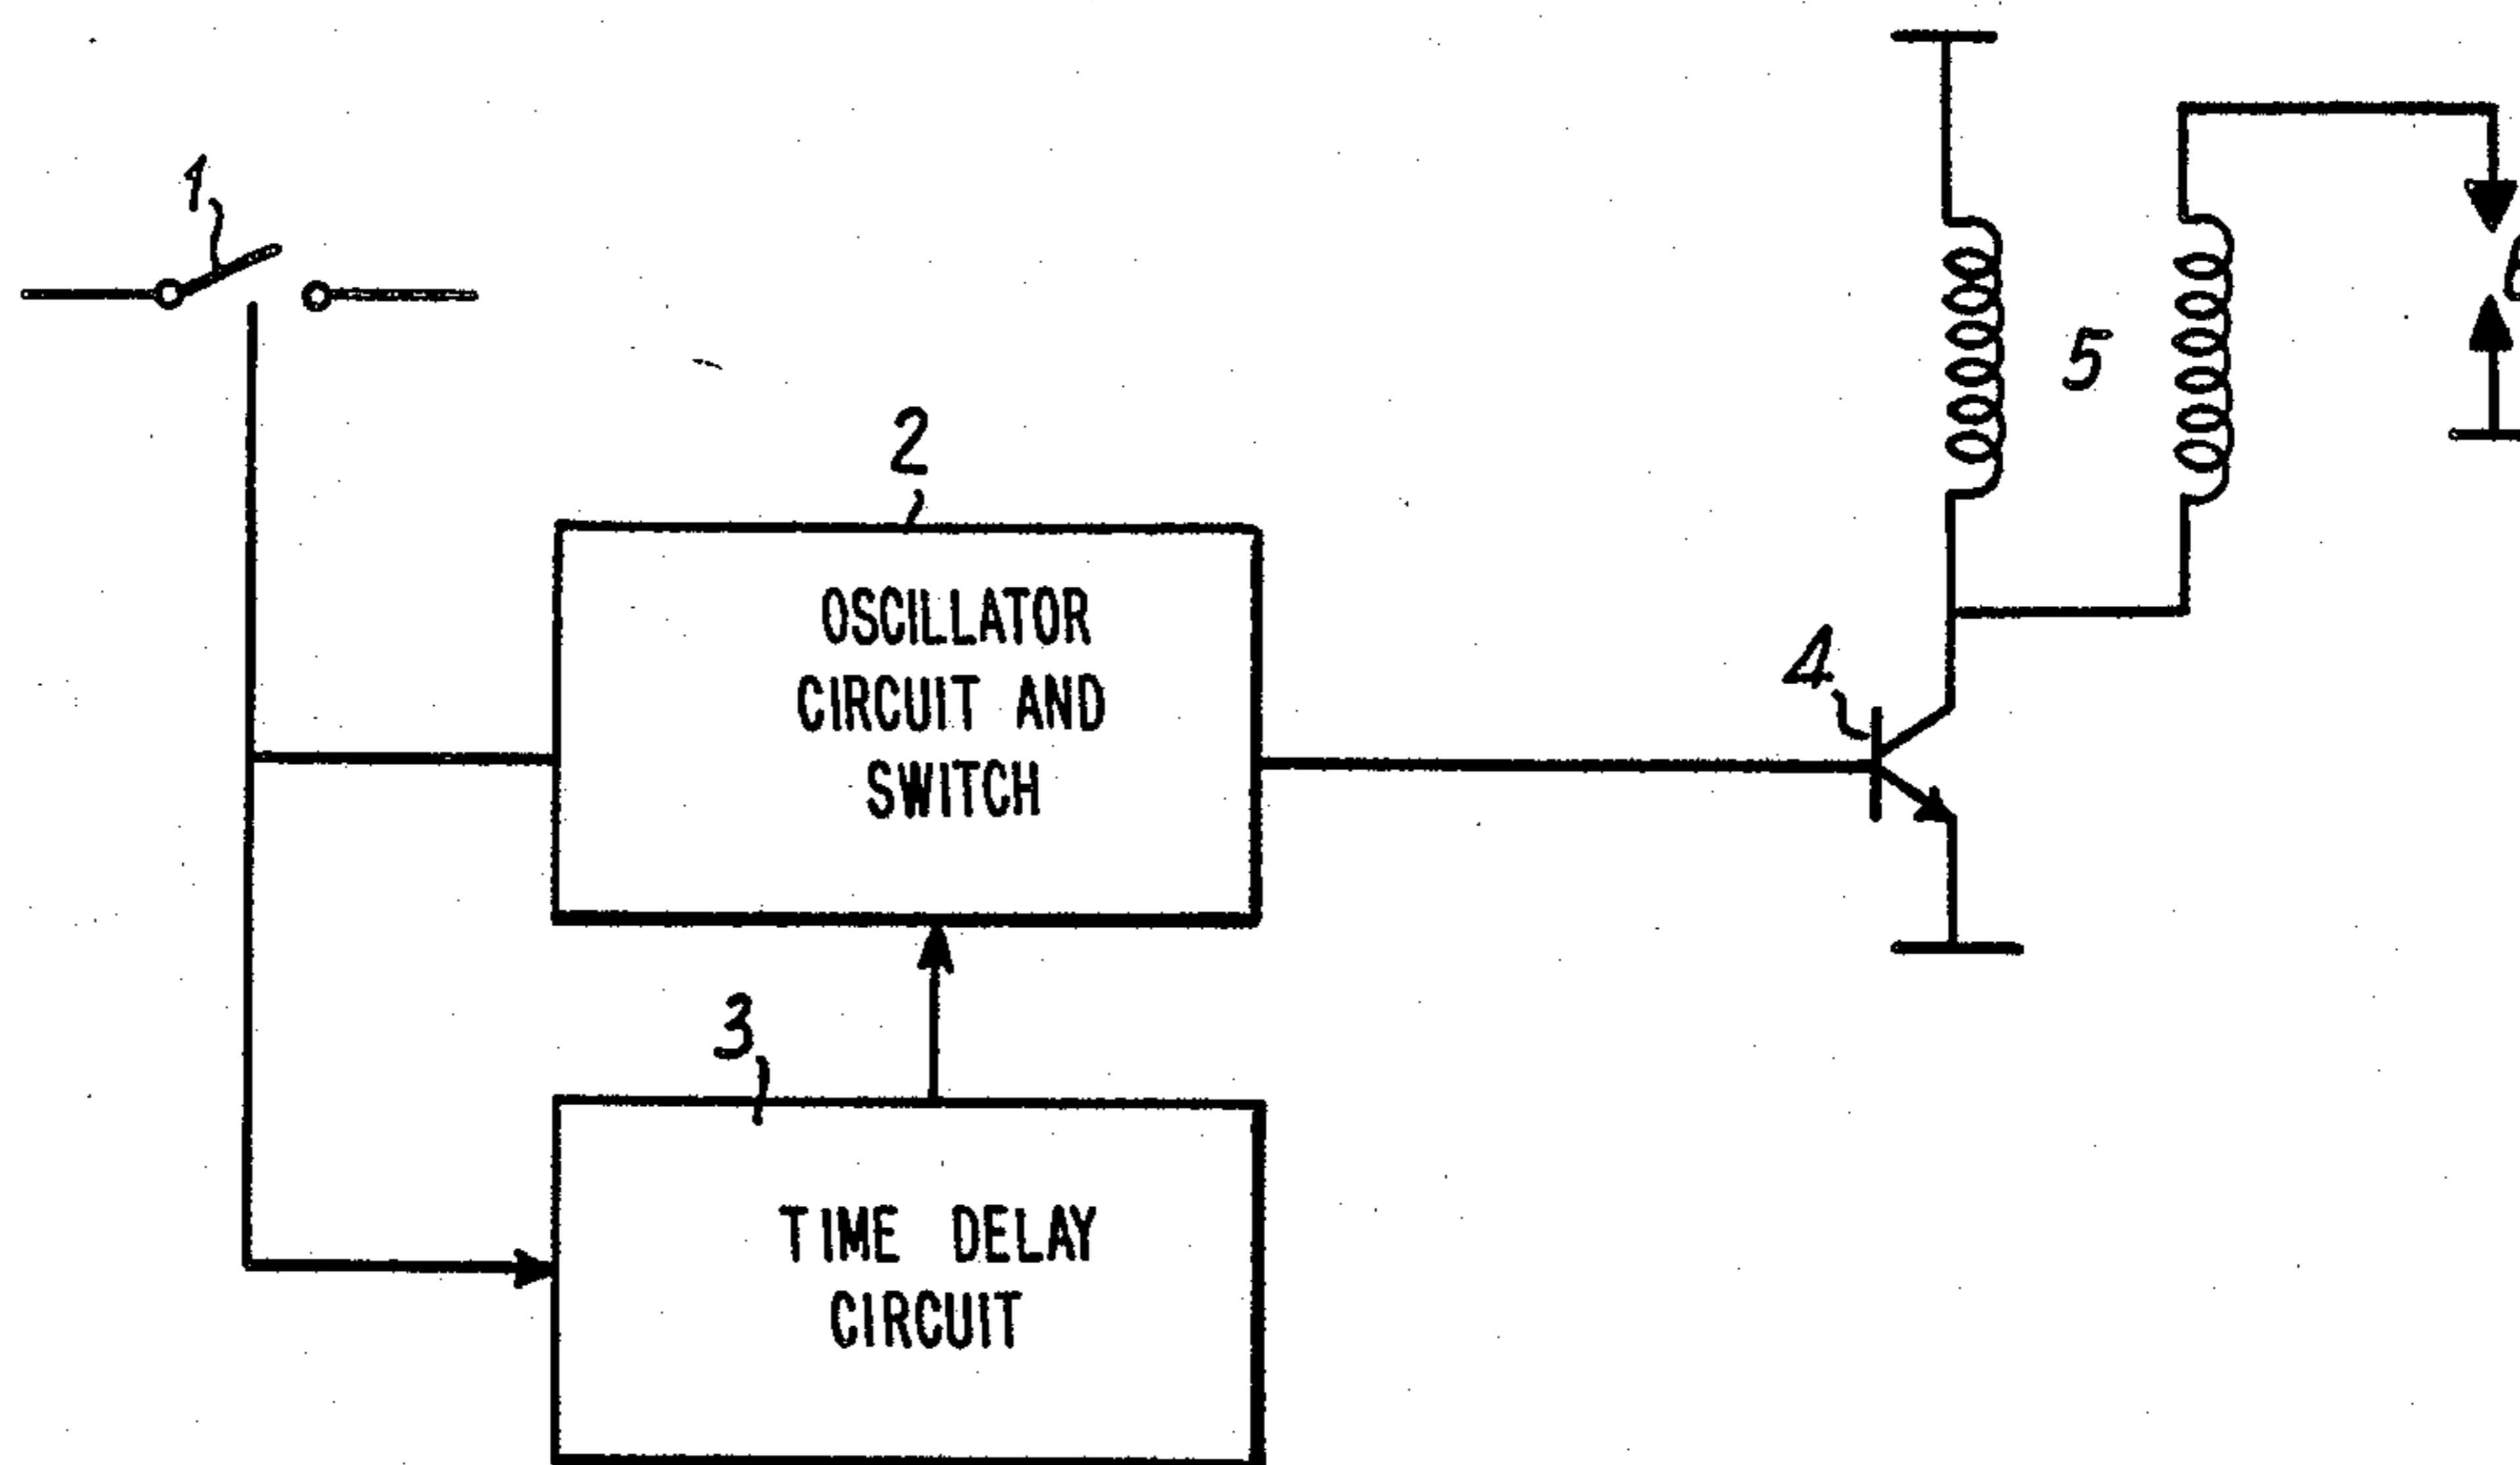 1
2
OSCILLATOR
CIRCUIT AND
SWITCH
3
TIME DELAY
CIRCUIT
4
5